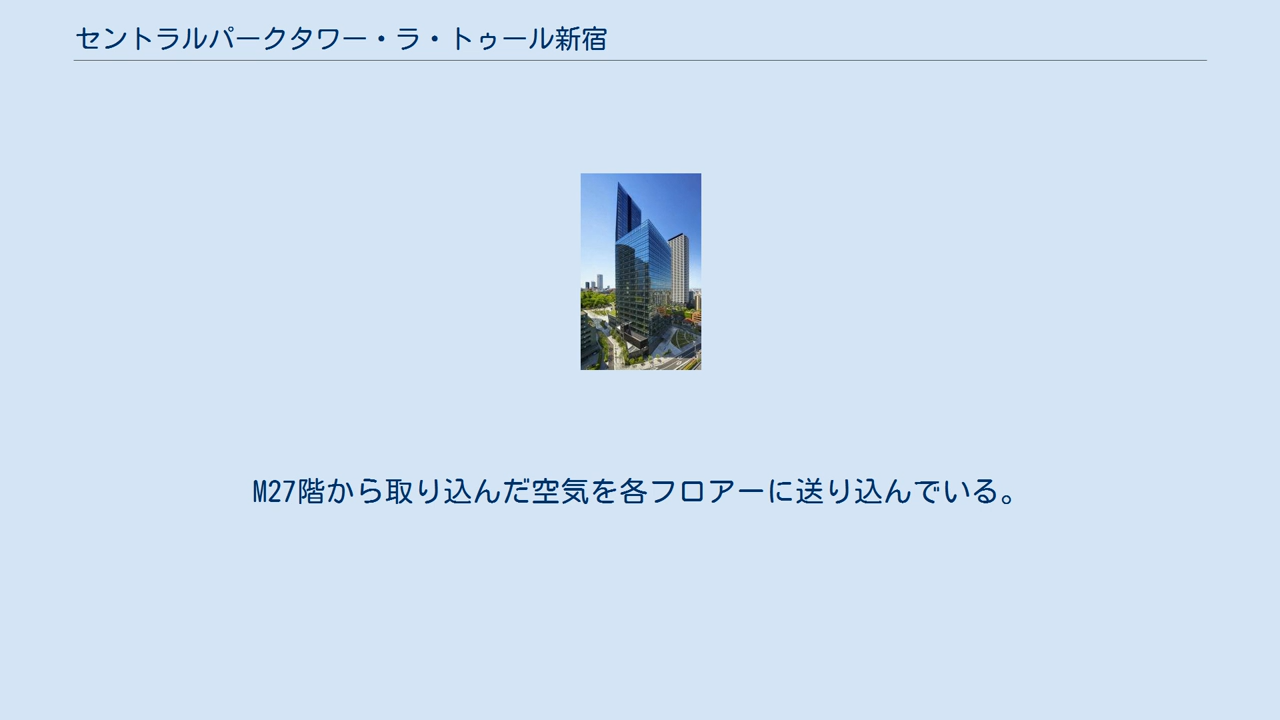 セントラルパークタワー・ラ・トゥール新宿
M27階から取り込んだ空気を各フロアーに送り込んでいる。